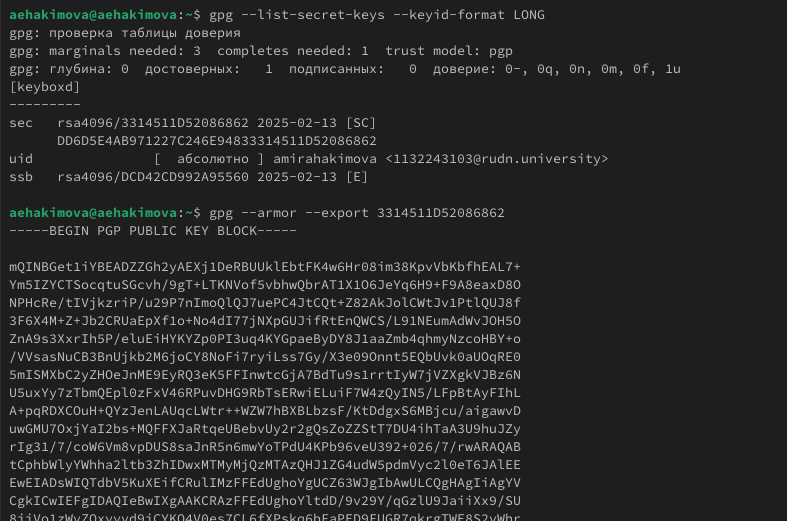 aehakimova@aehakimova:~$ gpg --list-secret-keys --keyid-format LONG
gpg: проверка таблицы доверия
gpg: marginals needed: 3  completes needed: 1  trust model: pgp
gpg: глубина: 0  достоверных:   1  подписанных:   0  доверие: 0-, 0q, 0n, 0m, 0f, 1u
[keyboxd]
---------
sec   rsa4096/3314511D52086862 2025-02-13 [SC]
      DD6D5E4AB971227C246E94833314511D52086862
uid                 [  абсолютно ] amirahakimova <1132243103@rudn.university>
ssb   rsa4096/DCD42CD992A95560 2025-02-13 [E]
aehakimova@aehakimova:~$ gpg --armor --export 3314511D52086862
-----BEGIN PGP PUBLIC KEY BLOCK-----
mQINBGet1iYBEADZZGh2yAEXj1DeRBUUklEbtFK4w6Hr08im38KpvVbKbfhEAL7+
Ym5IZYCTSocqtuSGcvh/9gT+LTKNVof5vbhwQbrAT1X1O6JeYq6H9+F9A8eaxD8O
NPHcRe/tIVjkzriP/u29P7nImoQlQJ7uePC4JtCQt+Z82AkJolCWtJv1PtlQUJ8f
3F6X4M+Z+Jb2CRUaEpXf1o+No4dI77jNXpGUJifRtEnQWCS/L91NEumAdWvJOH5O
ZnA9s3XxrIh5P/eluEiHYKYZp0PI3uq4KYGpaeByDY8J1aaZmb4qhmyNzcoHBY+o
/VVsasNuCB3BnUjkb2M6joCY8NoFi7ryiLss7Gy/X3e09Onnt5EQbUvk0aUOqRE0
5mISMXbC2yZHOeJnME9EyRQ3eK5FFInwtcGjA7BdTu9s1rrtIyW7jVZXgkVJBz6N
U5uxYy7zTbmQEpl0zFxV46RPuvDHG9RbTsERwiELuiF7W4zQyIN5/LFpBtAyFIhL
A+pqRDXCOuH+QYzJenLAUqcLWtr++WZW7hBXBLbzsF/KtDdgxS6MBjcu/aigawvD
uwGMU7OxjYaI2bs+MQFFXJaRtqeUBebvUy2r2gQsZoZZStT7DU4ihTaA3U9huJZy
rIg31/7/coW6Vm8vpDUS8saJnR5n6mwYoTPdU4KPb96veU392+026/7/rwARAQAB
tCphbWlyYWhha2ltb3ZhIDwxMTMyMjQzMTAzQHJ1ZG4udW5pdmVyc2l0eT6JAlEE
EwEIADsWIQTdbV5KuXEifCRulIMzFFEdUghoYgUCZ63WJgIbAwULCQgHAgIiAgYV
CgkICwIEFgIDAQIeBwIXgAAKCRAzFFEdUghoYltdD/9v29Y/qGzlU9JaiiXx9/SU